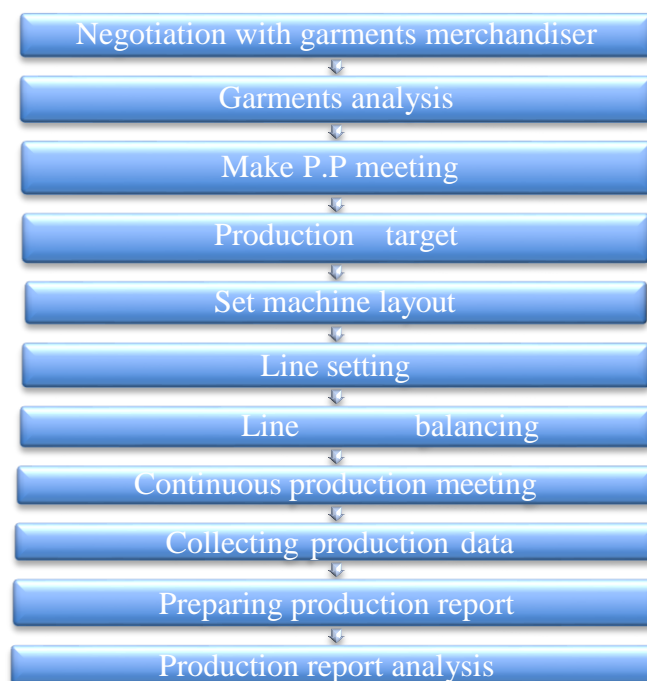 Negotiation with garments merchandiser
Garments analysis
Make P.P meeting
Production target
Set machine layout
Line setting
Line balancing
Continuous production meeting
Collecting production data
Preparing production report
Production report analysis